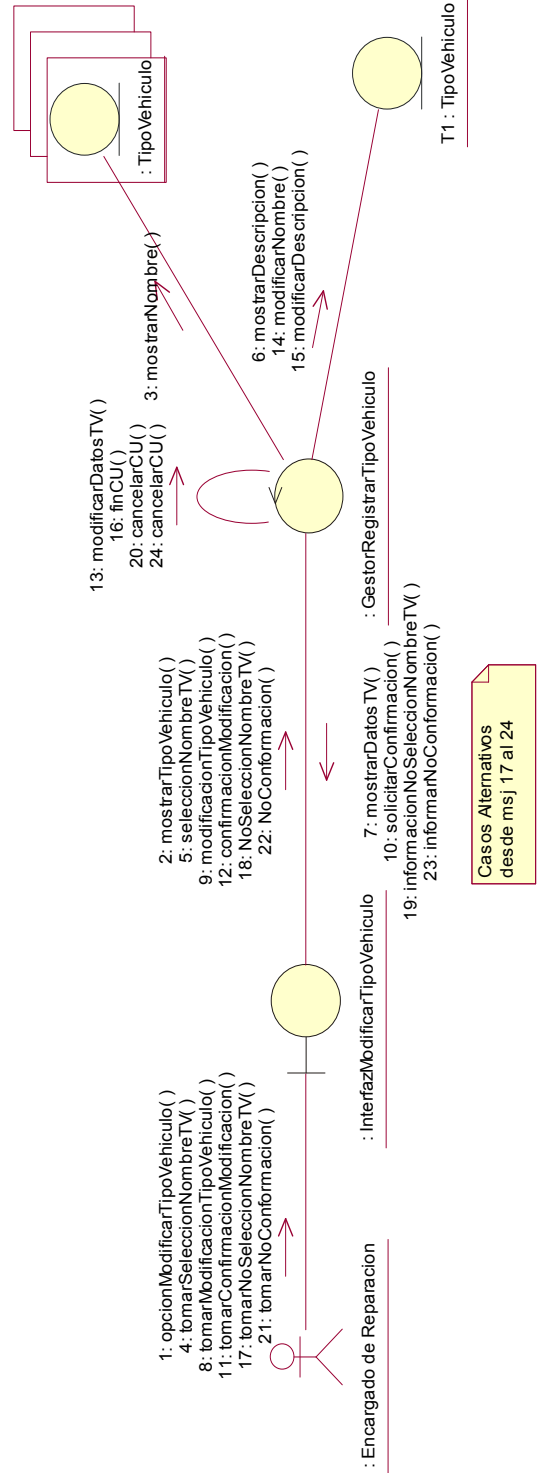 1: opcionModificarTipoVehiculo( )
4: tomarSeleccionNombreTV( )
8: tomarModificacionTipoVehiculo( )
11: tomarConfirmacionModificacion( )
17: tomarNoSeleccionNombreTV( )
21: tomarNoConformacion( )
: Encargado de Reparacion
2: mostrarTipoVehiculo( )
5: seleccionNombreTV( )
9: modificacionTipoVehiculo( )
12: confirmacionModificacion( )
18: NoSeleccionNombreTV( )
22: NoConformacion( )
: InterfazModificarTipoVehiculo
7: mostrarDatosTV( )
10: solicitarConfirmacion( )
19: informacionNoSeleccionNombreTV( )
23: informarNoConformacion( )
Casos Alternativos
desde msj 17 al 24
13: modificarDatosTV( )
16: finCU( )
20: cancelarCU( )
24: cancelarCU( )
: GestorRegistrarTipoVehiculo
3: mostrarNombre( )
: TipoVehiculo
6: mostrarDescripcion( )
14: modificarNombre( )
15: modificarDescripcion( )
T1 : TipoVehiculo